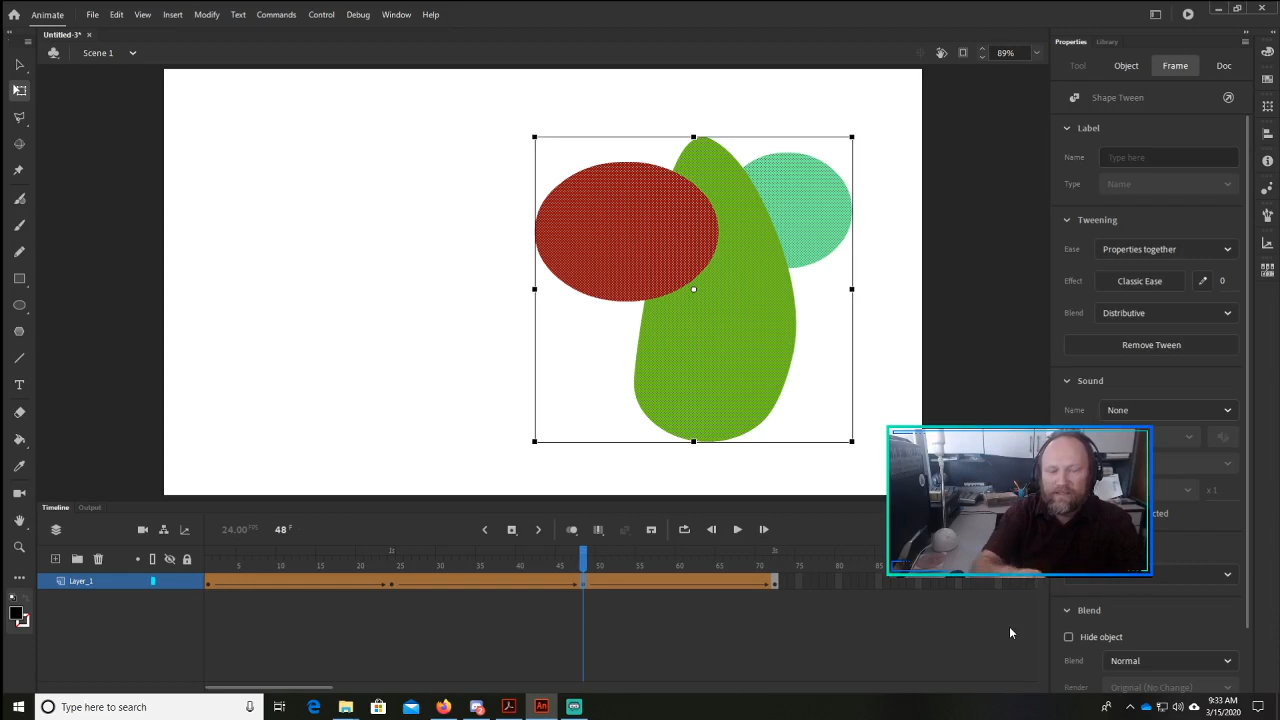 Animate File Edit View Insert Modify Text Commands Control Debug Window Help
Untitled-3* ×
Scene 1 89%
Properties Library
Tool Object Frame Doc
Shape Tween
Label
Name Type here
Type Name
Tweening
Ease Properties together
Effect Classic Ease 0
Blend Distributive
Remove Tween
Sound
Name None
x 1
Timeline Output
24.00 FPS 48 F
1s 3s
5 10 15 20 25 30 35 40 45 50 55 60 65 70 75 80 85
Layer_1
Blend
Hide object
Blend Normal
Render Original (No Change)
Type here to search
9:33 AM
3/15/2020